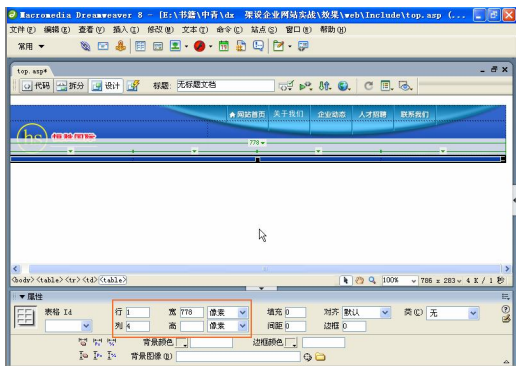 Macromedia Dreamweaver 8 - [E:\书籍\中青\dx 架设企业网站实战\效果\web\Include\top.asp (...
文件(F) 编辑(E) 查看(V) 插入(I) 修改(M) 文本(T) 命令(C) 站点(S) 窗口(W) 帮助(H)
常用
top.asp*
代码 拆分 设计 标题: 无标题文档
网站首页 关于我们 企业动态 人才招聘 联系我们
hs
778
<body> <table> <tr> <td> <table> 100% 786 x 283 4 K / 1 秒
属性
表格 Id 行 1 宽 778 像素 填充 0 对齐 默认 类(C) 无
列 4 高 像素 间距 0 边框 0
背景颜色 边框颜色
背景图像(U)